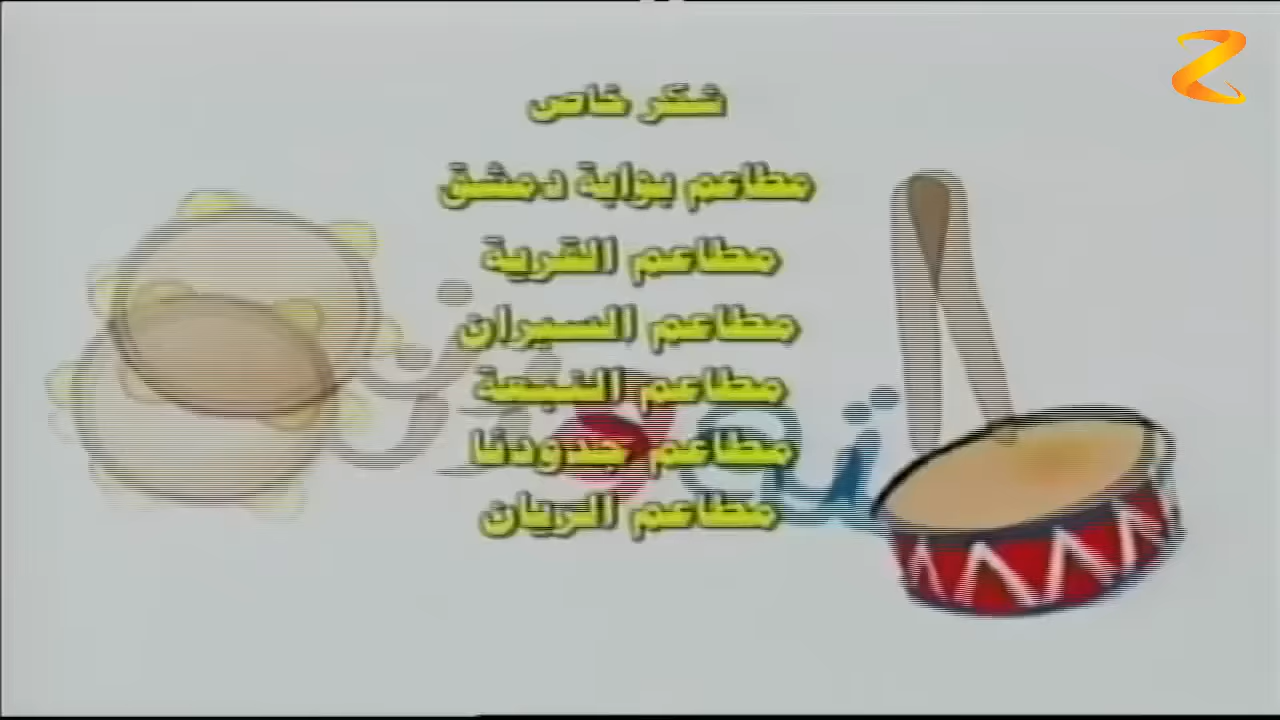 شكر خاص
مطاعم بوابة دمشق
مطاعم القرية
مطاعم السيران
مطاعم النبعة
مطاعم جدودنا
مطاعم الريان